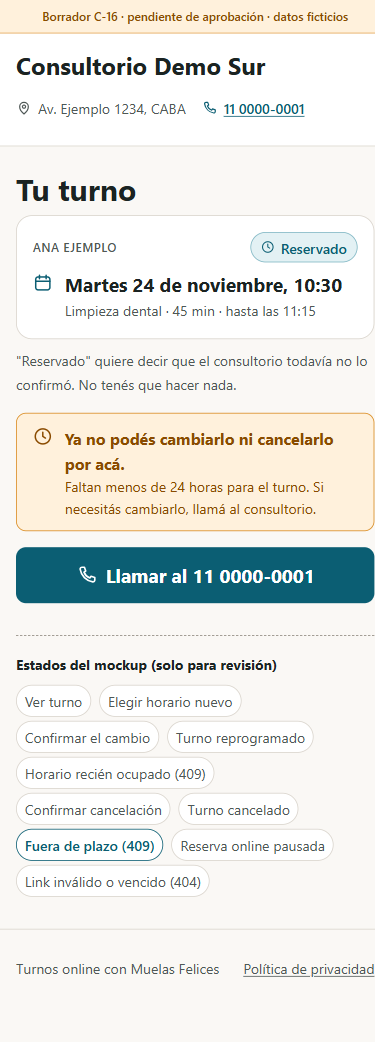 Borrador C-16 · pendiente de aprobación · datos ficticios
Consultorio Demo Sur
Av. Ejemplo 1234, CABA 11 0000-0001
Tu turno
ANA EJEMPLO Reservado
Martes 24 de noviembre, 10:30
Limpieza dental · 45 min · hasta las 11:15
"Reservado" quiere decir que el consultorio todavía no lo
confirmó. No tenés que hacer nada.
Ya no podés cambiarlo ni cancelarlo
por acá.
Faltan menos de 24 horas para el turno. Si
necesitás cambiarlo, llamá al consultorio.
Llamar al 11 0000-0001
Estados del mockup (solo para revisión)
Ver turno Elegir horario nuevo
Confirmar el cambio Turno reprogramado
Horario recién ocupado (409)
Confirmar cancelación Turno cancelado
Fuera de plazo (409) Reserva online pausada
Link inválido o vencido (404)
Turnos online con Muelas Felices Política de privacidad